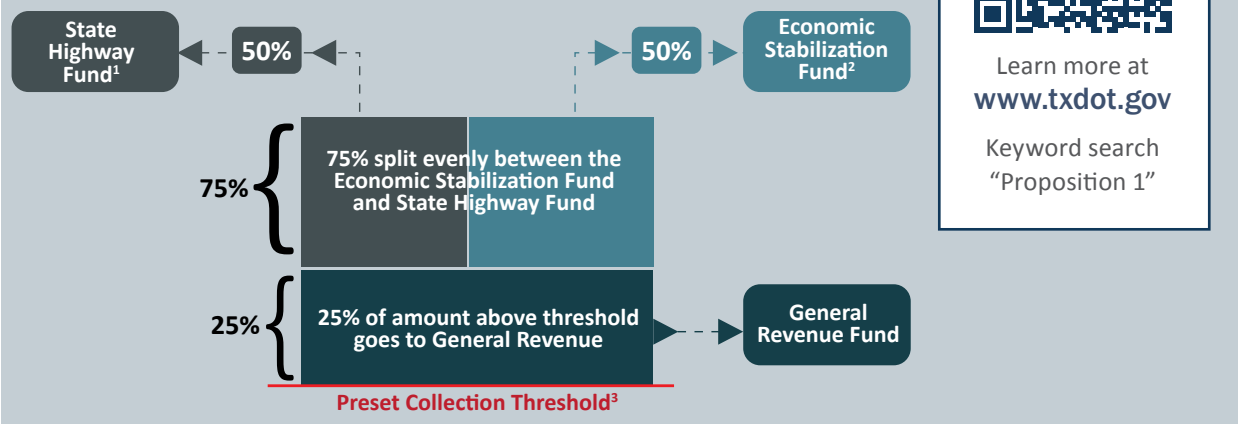 State
Highway
Fund¹
50%
50%
Economic
Stabilization
Fund²
75%
75% split evenly between the
Economic Stabilization Fund
and State Highway Fund
25%
25% of amount above threshold
goes to General Revenue
General
Revenue Fund
Preset Collection Threshold³
Learn more at
www.txdot.gov
Keyword search
“Proposition 1”